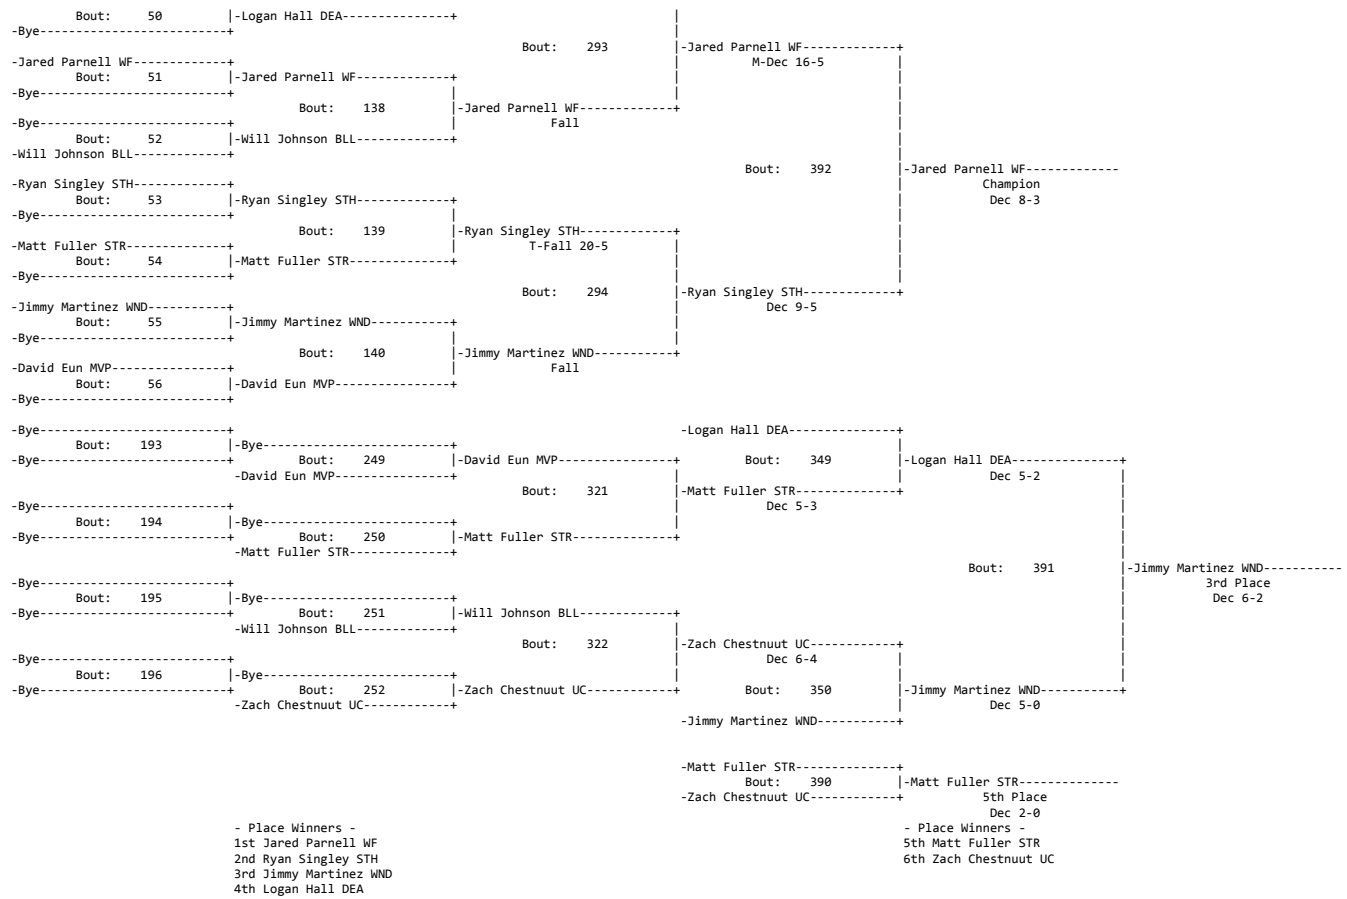 Bout: 50 |-Logan Hall DEA---------------+ |
-Bye--------------------------+ |
Bout: 293 |-Jared Parnell WF-------------+
-Jared Parnell WF-------------+ | M-Dec 16-5 |
Bout: 51 |-Jared Parnell WF-------------+ | |
-Bye--------------------------+ | | |
Bout: 138 |-Jared Parnell WF-------------+ |
-Bye--------------------------+ | Fall |
Bout: 52 |-Will Johnson BLL-------------+ |
-Will Johnson BLL-------------+ |
Bout: 392 |-Jared Parnell WF-------------
-Ryan Singley STH-------------+ | Champion
Bout: 53 |-Ryan Singley STH-------------+ | Dec 8-3
-Bye--------------------------+ | |
Bout: 139 |-Ryan Singley STH-------------+ |
-Matt Fuller STR--------------+ | T-Fall 20-5 | |
Bout: 54 |-Matt Fuller STR--------------+ | |
-Bye--------------------------+ | |
Bout: 294 |-Ryan Singley STH-------------+
-Jimmy Martinez WND-----------+ | Dec 9-5
Bout: 55 |-Jimmy Martinez WND-----------+ |
-Bye--------------------------+ | |
Bout: 140 |-Jimmy Martinez WND-----------+
-David Eun MVP----------------+ | Fall
Bout: 56 |-David Eun MVP----------------+
-Bye--------------------------+
-Bye--------------------------+ -Logan Hall DEA---------------+
Bout: 193 |-Bye--------------------------+ |
-Bye--------------------------+ Bout: 249 |-David Eun MVP----------------+ Bout: 349 |-Logan Hall DEA---------------+
-David Eun MVP----------------+ | | Dec 5-2 |
Bout: 321 |-Matt Fuller STR--------------+ |
-Bye--------------------------+ | Dec 5-3 |
Bout: 194 |-Bye--------------------------+ | |
-Bye--------------------------+ Bout: 250 |-Matt Fuller STR--------------+ |
-Matt Fuller STR--------------+ |
Bout: 391 |-Jimmy Martinez WND-----------
-Bye--------------------------+ | 3rd Place
Bout: 195 |-Bye--------------------------+ | Dec 6-2
-Bye--------------------------+ Bout: 251 |-Will Johnson BLL-------------+ |
-Will Johnson BLL-------------+ | |
Bout: 322 |-Zach Chestnuut UC------------+ |
-Bye--------------------------+ | Dec 6-4 | |
Bout: 196 |-Bye--------------------------+ | | |
-Bye--------------------------+ Bout: 252 |-Zach Chestnuut UC------------+ Bout: 350 |-Jimmy Martinez WND-----------+
-Zach Chestnuut UC------------+ | Dec 5-0
-Jimmy Martinez WND-----------+
-Matt Fuller STR--------------+
Bout: 390 |-Matt Fuller STR--------------
-Zach Chestnuut UC------------+ 5th Place
Dec 2-0
- Place Winners - - Place Winners -
1st Jared Parnell WF 5th Matt Fuller STR
2nd Ryan Singley STH 6th Zach Chestnuut UC
3rd Jimmy Martinez WND
4th Logan Hall DEA